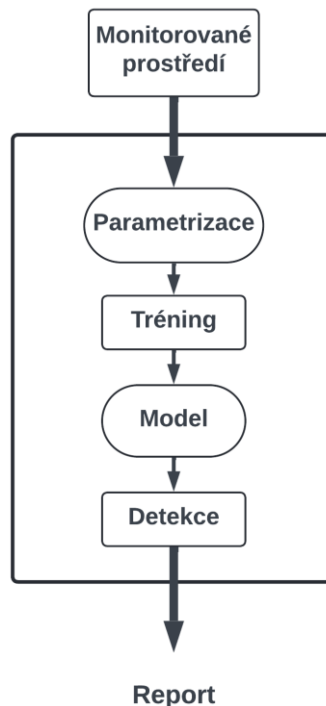 Monitorované
prostředí
Parametrizace
Tréning
Model
Detekce
Report